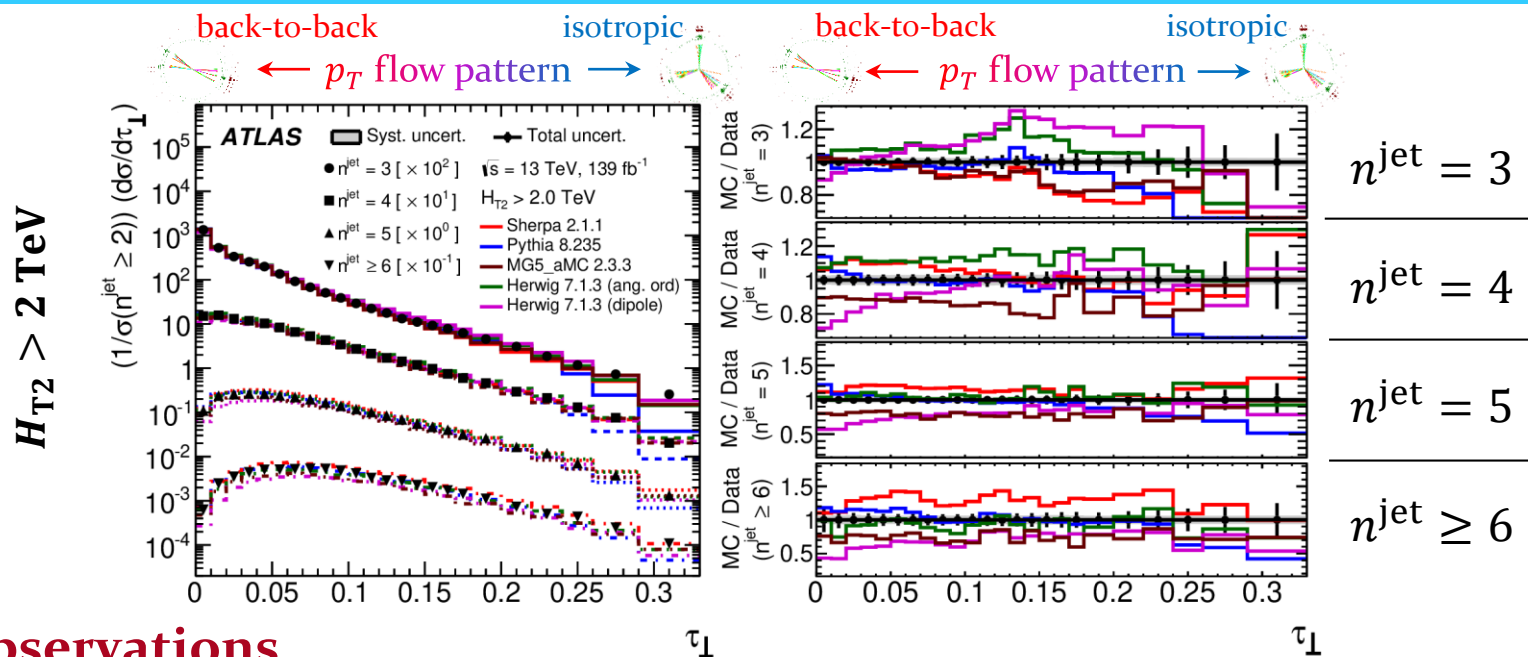 back-to-back
isotropic
← p_T flow pattern →
back-to-back
isotropic
← p_T flow pattern →
H_T2 > 2 TeV
(1/σ(n^jet ≥ 2)) (dσ/dτ⊥)
10^5
10^4
10^3
10^2
10
1
10^-1
10^-2
10^-3
10^-4
ATLAS
Syst. uncert.
Total uncert.
n^jet = 3 [ × 10^2 ]
√s = 13 TeV, 139 fb^-1
n^jet = 4 [ × 10^1 ]
H_T2 > 2.0 TeV
n^jet = 5 [ × 10^0 ]
n^jet ≥ 6 [ × 10^-1 ]
Sherpa 2.1.1
Pythia 8.235
MG5_aMC 2.3.3
Herwig 7.1.3 (ang. ord)
Herwig 7.1.3 (dipole)
0 0.05 0.1 0.15 0.2 0.25 0.3
τ⊥
MC / Data
(n^jet = 3)
1.2
1
0.8
n^jet = 3
MC / Data
(n^jet = 4)
1.2
1
0.8
n^jet = 4
MC / Data
(n^jet = 5)
1.5
1
0.5
n^jet = 5
MC / Data
(n^jet ≥ 6)
1.5
1
0.5
n^jet ≥ 6
0 0.05 0.1 0.15 0.2 0.25 0.3
τ⊥
bservations